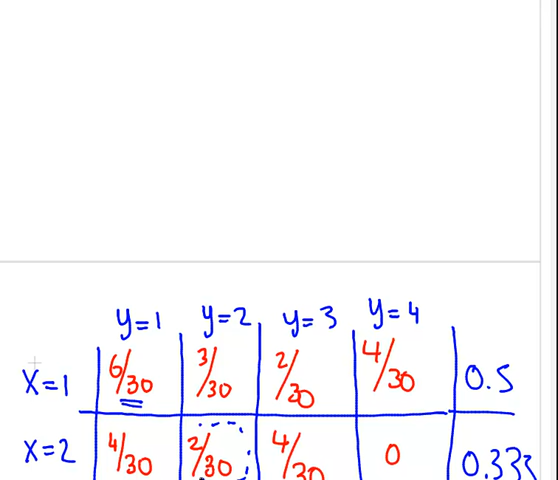 y=1 y=2 y=3 y=4
x=1 6/30 3/30 2/30 4/30 0.5
x=2 4/30 2/30 4/30 0 0.333